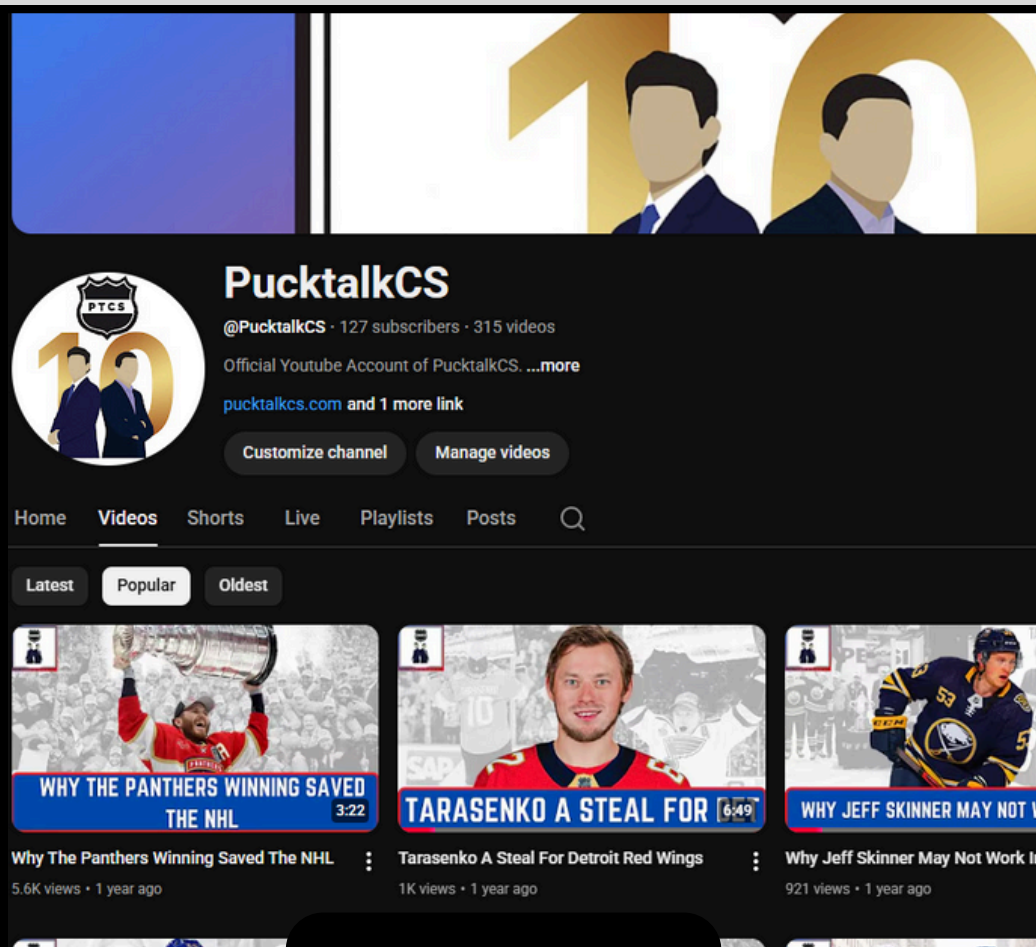 10
PucktalkCS
PTCS
10
@PucktalkCS · 127 subscribers · 315 videos
Official Youtube Account of PucktalkCS. ...more
pucktalkcs.com and 1 more link
Customize channel
Manage videos
Home
Videos
Shorts
Live
Playlists
Posts
Latest
Popular
Oldest
WHY THE PANTHERS WINNING SAVED
THE NHL
3:22
TARASENKO A STEAL FOR
6:49
53
CCM
WHY JEFF SKINNER MAY NOT
Why The Panthers Winning Saved The NHL
5.6K views • 1 year ago
Tarasenko A Steal For Detroit Red Wings
1K views • 1 year ago
Why Jeff Skinner May Not Work
921 views • 1 year ago